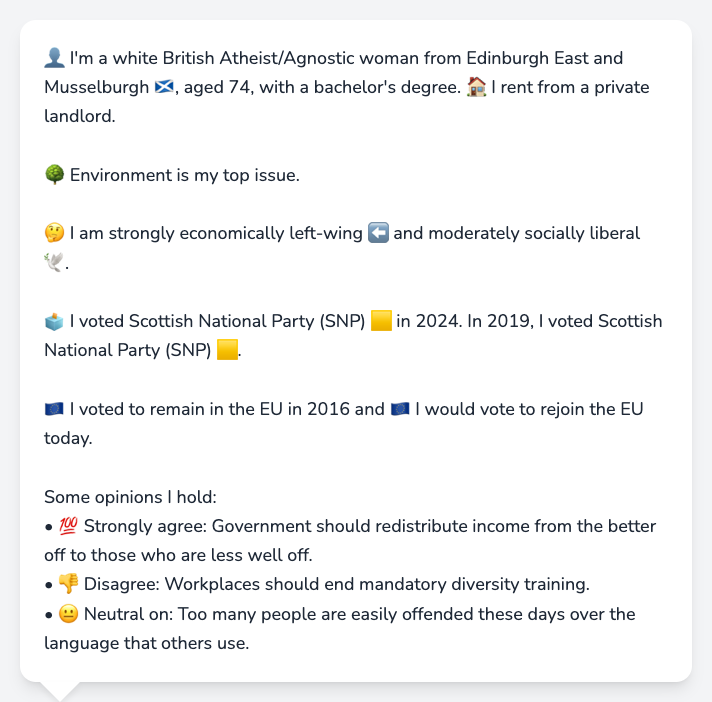 👤 I'm a white British Atheist/Agnostic woman from Edinburgh East and
Musselburgh 🏴󠁧󠁢󠁳󠁣󠁴󠁿, aged 74, with a bachelor's degree. 🏠 I rent from a private
landlord.
🌳 Environment is my top issue.
🤔 I am strongly economically left-wing ⬅️ and moderately socially liberal
🕊️.
🗳️ I voted Scottish National Party (SNP) 🟨 in 2024. In 2019, I voted Scottish
National Party (SNP) 🟨.
🇪🇺 I voted to remain in the EU in 2016 and 🇪🇺 I would vote to rejoin the EU
today.
Some opinions I hold:
• 💯 Strongly agree: Government should redistribute income from the better
off to those who are less well off.
• 👎 Disagree: Workplaces should end mandatory diversity training.
• 😐 Neutral on: Too many people are easily offended these days over the
language that others use.